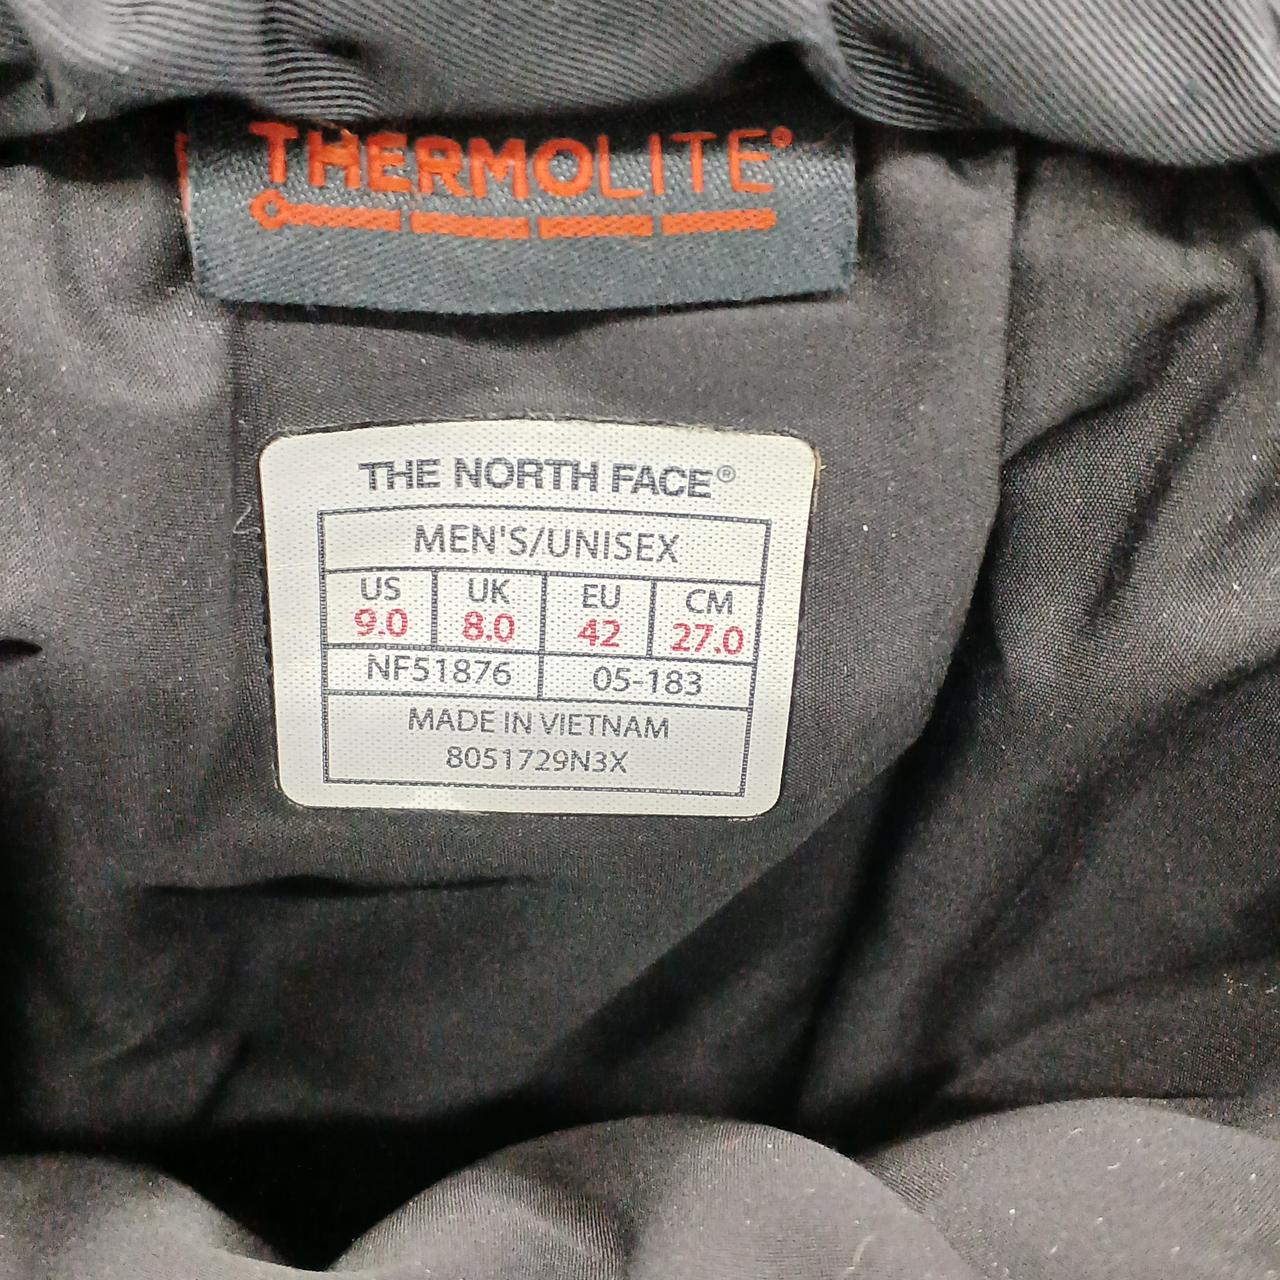 THERMOLITE®
THE NORTH FACE®
MEN'S/UNISEX
US UK EU CM
9.0 8.0 42 27.0
NF51876 05-183
MADE IN VIETNAM
8051729N3X